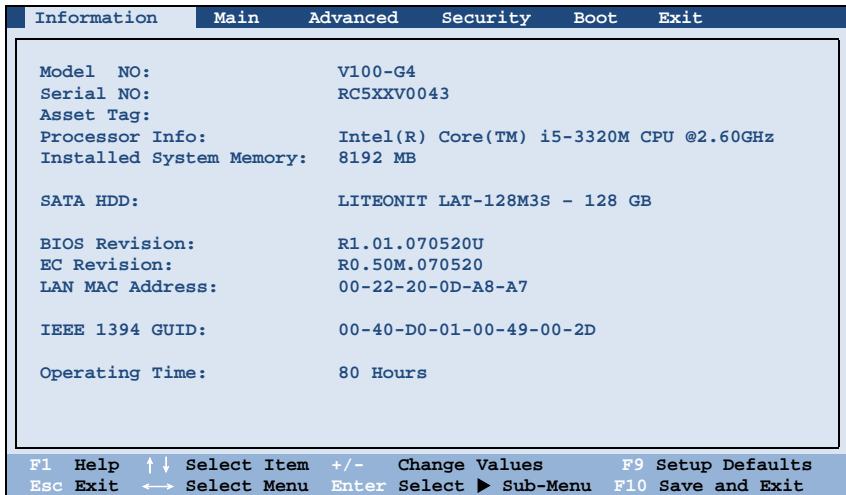 Information Main Advanced Security Boot Exit
Model NO: V100-G4
Serial NO: RC5XXV0043
Asset Tag:
Processor Info: Intel(R) Core(TM) i5-3320M CPU @2.60GHz
Installed System Memory: 8192 MB
SATA HDD: LITEONIT LAT-128M3S – 128 GB
BIOS Revision: R1.01.070520U
EC Revision: R0.50M.070520
LAN MAC Address: 00-22-20-0D-A8-A7
IEEE 1394 GUID: 00-40-D0-01-00-49-00-2D
Operating Time: 80 Hours
F1 Help ↑↓ Select Item +/- Change Values F9 Setup Defaults
Esc Exit ←→ Select Menu Enter Select ▶ Sub-Menu F10 Save and Exit